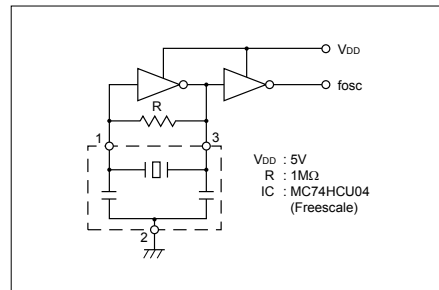 VDD
fosc
R
1
3
2
VDD : 5V
R : 1MΩ
IC : MC74HCU04
(Freescale)